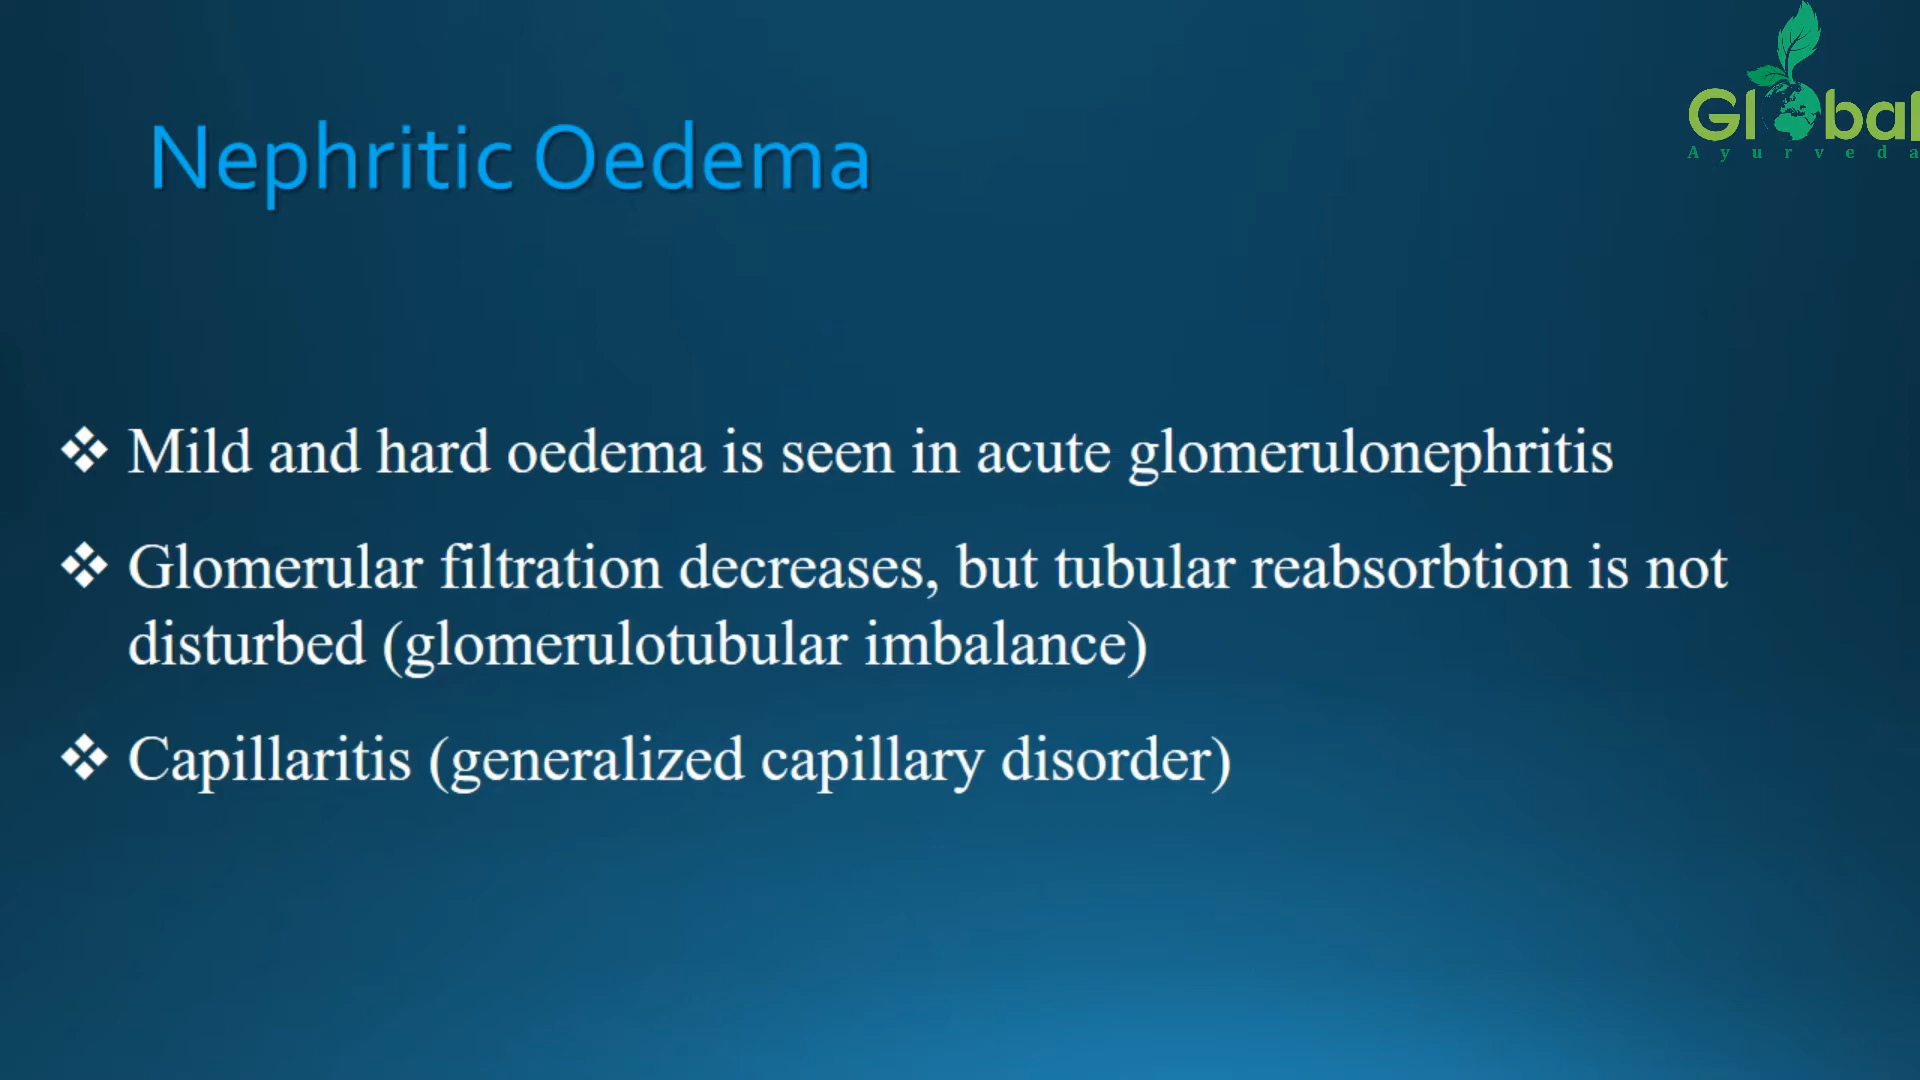 Global
Ayurveda
Nephritic Oedema
❖ Mild and hard oedema is seen in acute glomerulonephritis
❖ Glomerular filtration decreases, but tubular reabsorbtion is not
disturbed (glomerulotubular imbalance)
❖ Capillaritis (generalized capillary disorder)